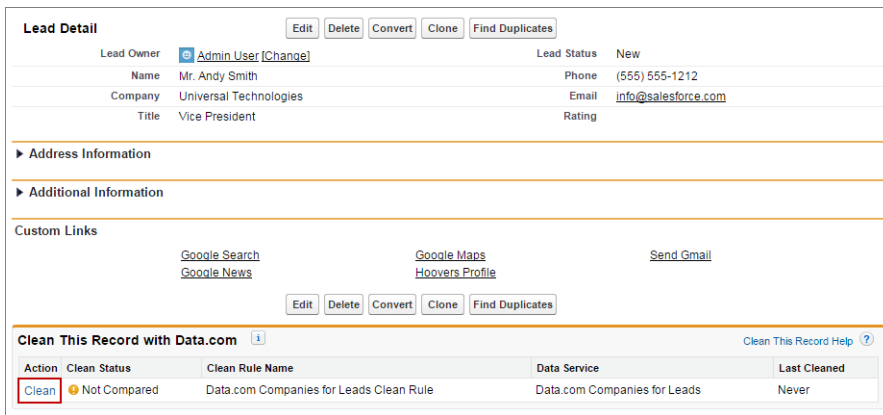 Lead Detail Edit Delete Convert Clone Find Duplicates
Lead Owner Admin User [Change] Lead Status New
Name Mr. Andy Smith Phone (555) 555-1212
Company Universal Technologies Email info@salesforce.com
Title Vice President Rating
Address Information
Additional Information
Custom Links
Google Search Google Maps Send Gmail
Google News Hoovers Profile
Edit Delete Convert Clone Find Duplicates
Clean This Record with Data.com i Clean This Record Help ?
Action Clean Status Clean Rule Name Data Service Last Cleaned
Clean Not Compared Data.com Companies for Leads Clean Rule Data.com Companies for Leads Never